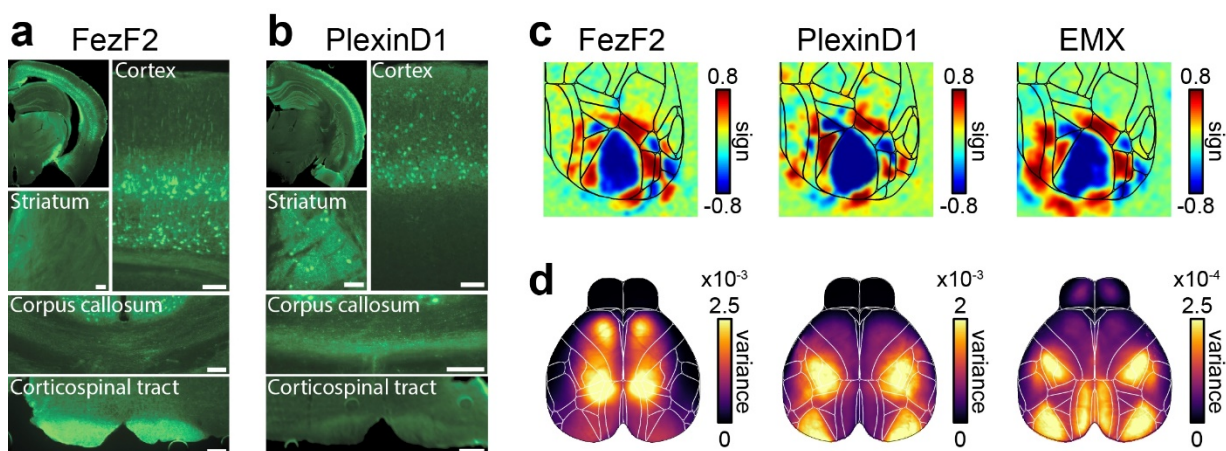 a
FezF2
Cortex
Striatum
Corpus callosum
Corticospinal tract
b
PlexinD1
Cortex
Striatum
Corpus callosum
Corticospinal tract
c
FezF2
0.8
sign
-0.8
PlexinD1
0.8
sign
-0.8
EMX
0.8
sign
-0.8
d
x10⁻³
2.5
variance
0
x10⁻³
2
variance
0
x10⁻⁴
2.5
variance
0